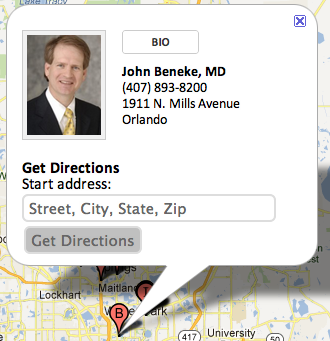 BIO
John Beneke, MD
(407) 893-8200
1911 N. Mills Avenue
Orlando
Get Directions
Start address:
Street, City, State, Zip
Get Directions
Lockhart
Maitland
B
417
University